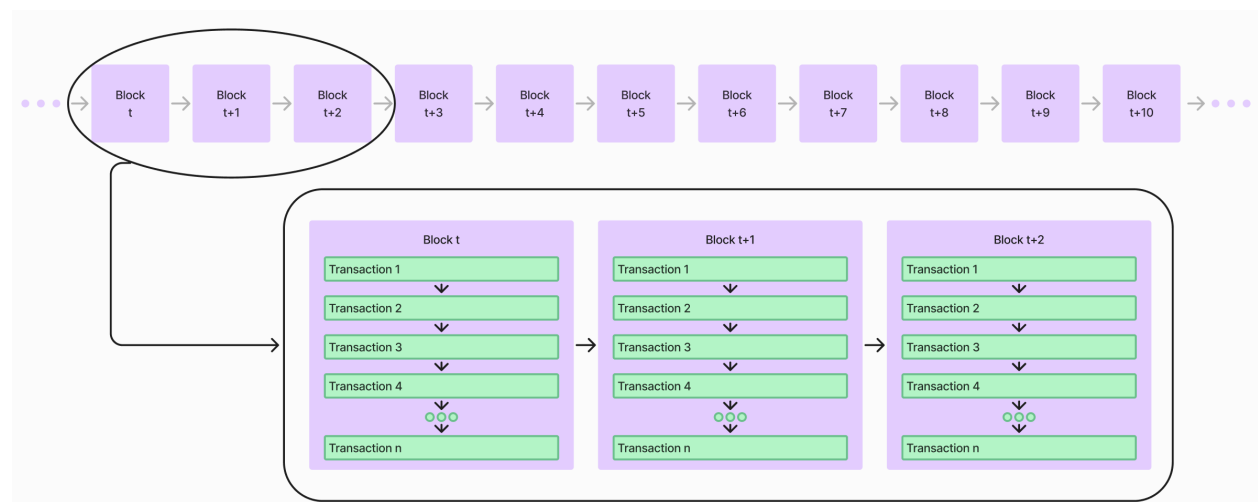 Block
t
Block
t+1
Block
t+2
Block
t+3
Block
t+4
Block
t+5
Block
t+6
Block
t+7
Block
t+8
Block
t+9
Block
t+10
Block t
Transaction 1
Transaction 2
Transaction 3
Transaction 4
Transaction n
Block t+1
Transaction 1
Transaction 2
Transaction 3
Transaction 4
Transaction n
Block t+2
Transaction 1
Transaction 2
Transaction 3
Transaction 4
Transaction n